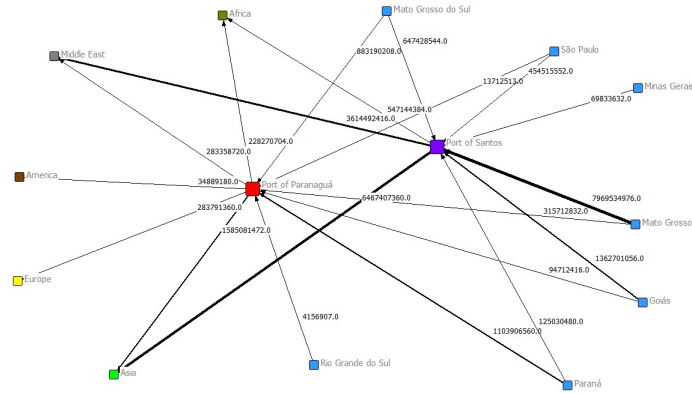 Africa
Mato Grosso do Sul
647428544.0
883190208.0
São Paulo
Middle East
454515552.0
13712513.0
Minas Gerais
69833632.0
547144384.0
3614492416.0
228270704.0
Port of Santos
283358720.0
America
34889180.0
Port of Paranaguá
6467407360.0
7969534976.0
283791360.0
315712832.0
Mato Grosso
1585081472.0
1362701056.0
94712416.0
Europe
Goiás
4156907.0
125030480.0
1103906560.0
Rio Grande do Sul
Asia
Paraná